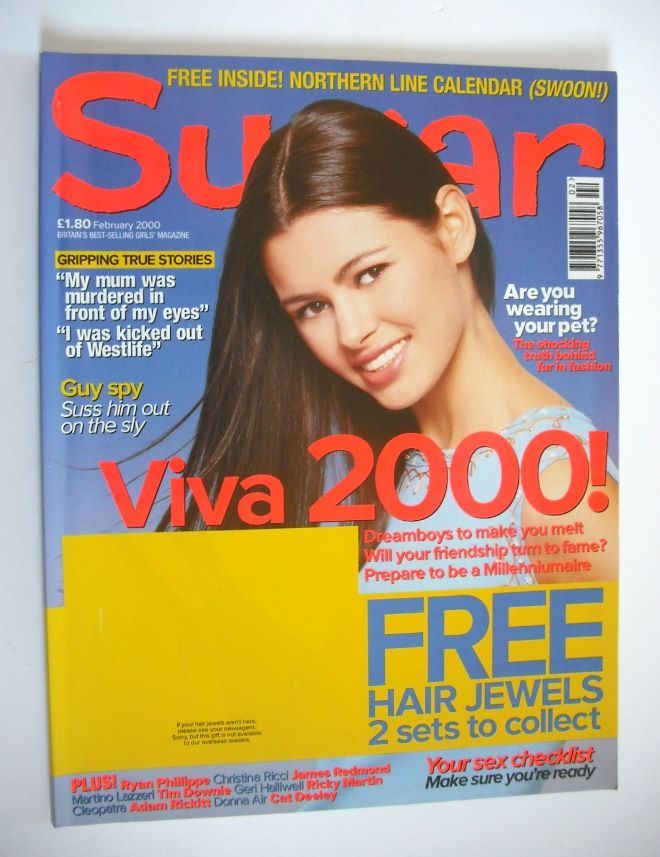 FREE INSIDE! NORTHERN LINE CALENDAR (SWOON!)
Sugar
£1.80 February 2000
BRITAIN'S BEST-SELLING GIRLS' MAGAZINE
02>
9 771355 967058
GRIPPING TRUE STORIES
"My mum was
murdered in
front of my eyes"
"I was kicked out
of Westlife"
Guy spy
Suss him out
on the sly
Are you
wearing
your pet?
The shocking
truth behind
fur in fashion
Viva 2000!
Dreamboys to make you melt
Will your friendship turn to fame?
Prepare to be a Millenniumaire
FREE
HAIR JEWELS
2 sets to collect
If your hair jewels aren't here,
please see your newsagent.
Sorry, but this gift is not available
to our overseas readers.
PLUS! Ryan Phillippe Christina Ricci James Redmond
Martino Lazzeri Tim Downie Geri Halliwell Ricky Martin
Cleopatra Adam Rickitt Donna Air Cat Deeley
Your sex checklist
Make sure you're ready